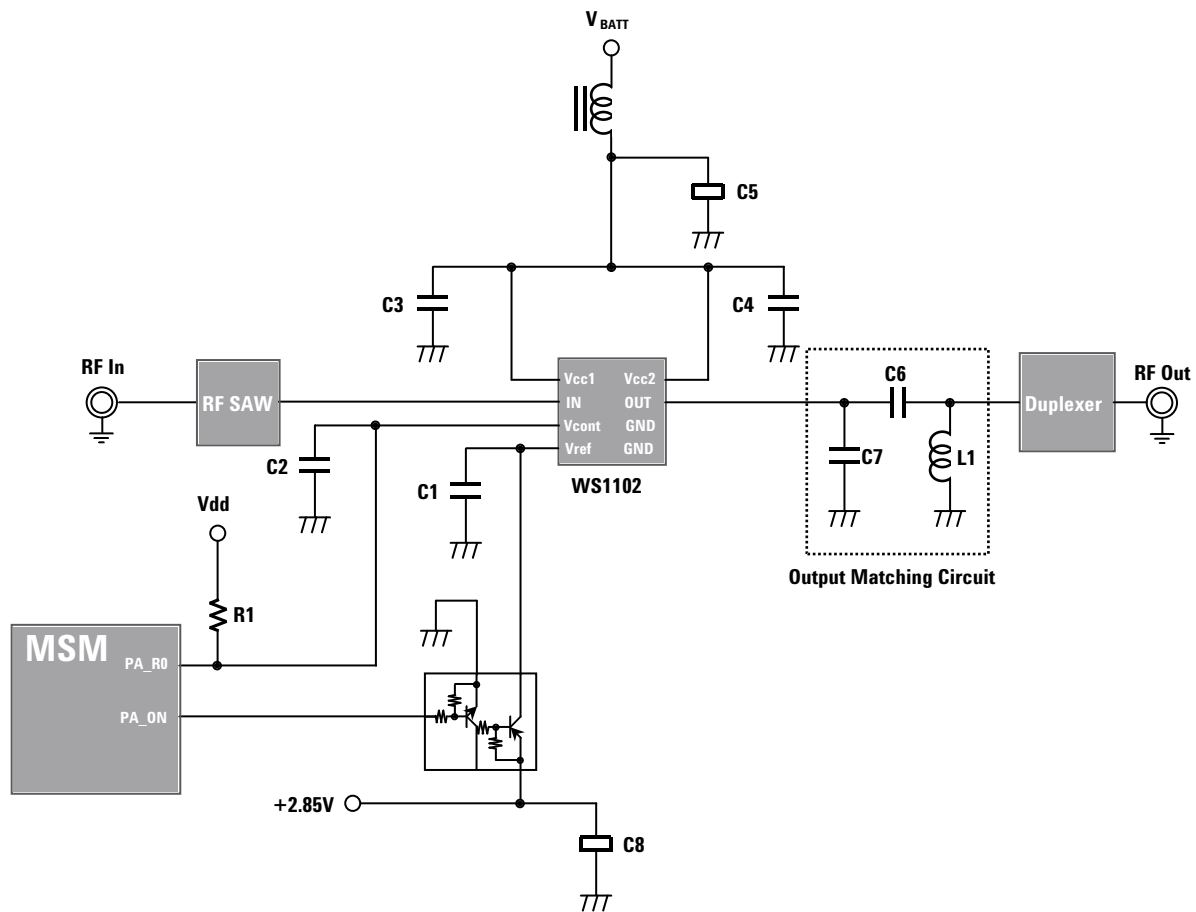 VBATT
C5
C3
C4
RF In
RF SAW
Vcc1 Vcc2
IN OUT
Vcont GND
Vref GND
WS1102
C6
C7
L1
Duplexer
RF Out
Output Matching Circuit
C2
C1
Vdd
R1
MSM
PA_R0
PA_ON
+2.85V
C8